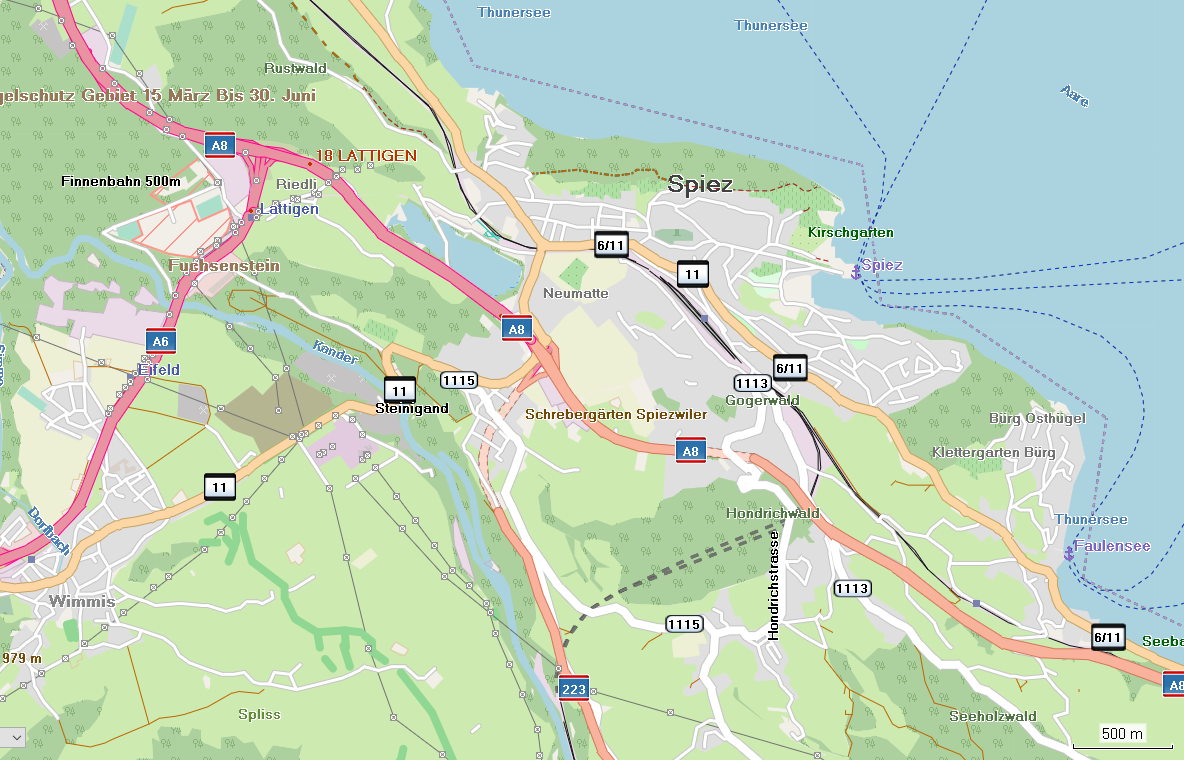 Thunersee
Thunersee
Rustwald
gelschutz Gebiet 15 März Bis 30. Juni
Aare
A8
18 LATTIGEN
Finnenbahn 500m
Riedli
Spiez
Lattigen
Kirschgarten
6/11
Fuchsenstein
11
Spiez
Neumatte
A8
A6
Kander
Eifeld
6/11
1115
1113
11
Steinigand
Gogerwald
Schrebergärten Spiezwiler
Bürg Osthügel
A8
Klettergarten Bürg
11
Hondrichwald
Thunersee
Dorfbach
Faulensee
Hondrichstrasse
1113
Wimmis
1115
6/11
Seeba
979 m
223
A8
Spliss
Seeholzwald
500 m